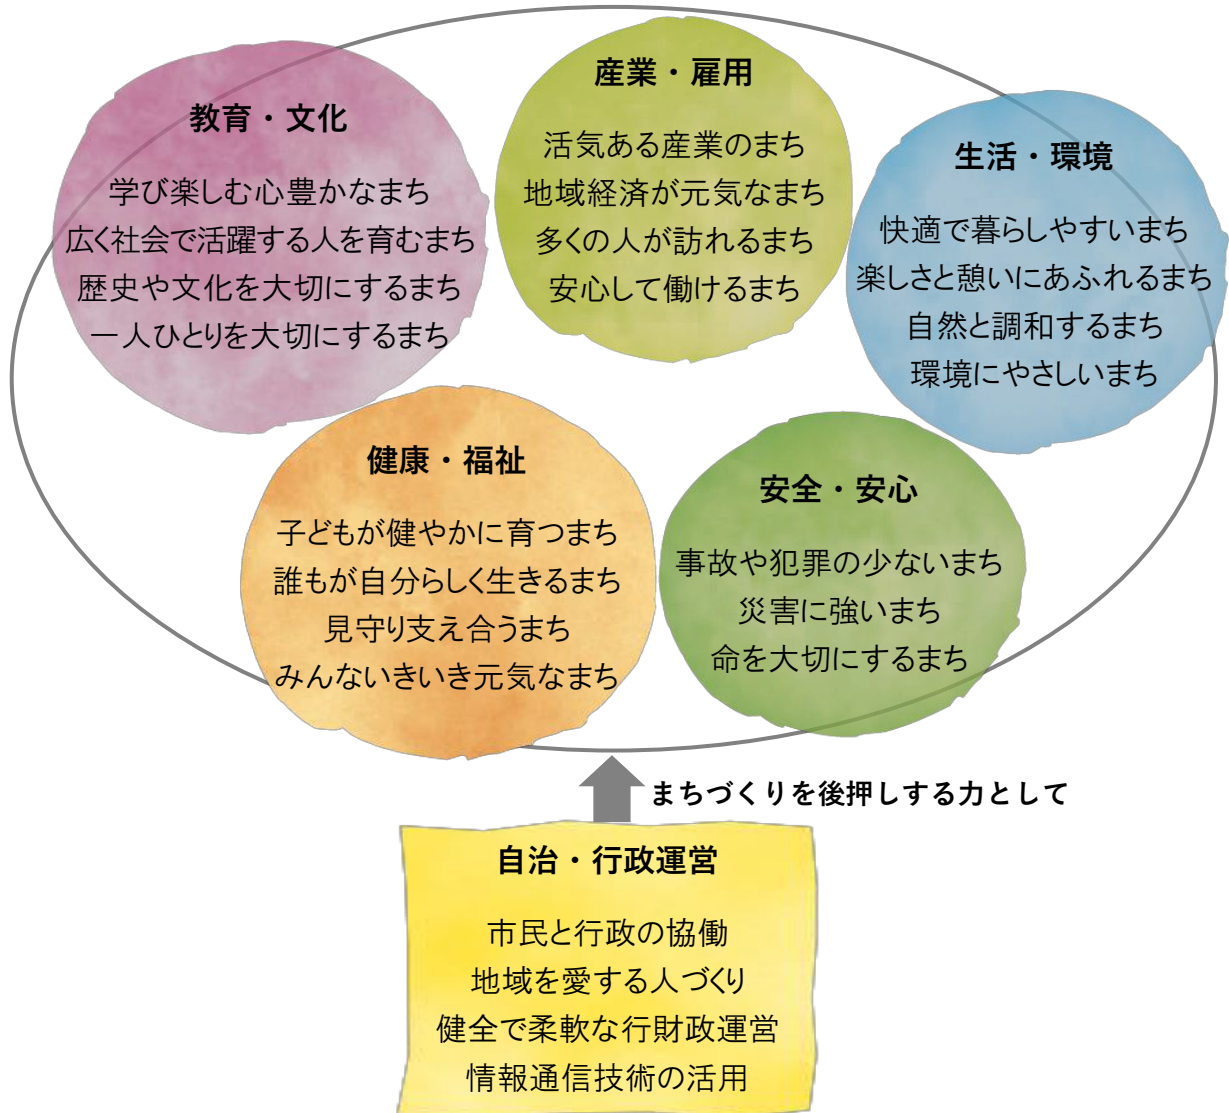 教育・文化
学び楽しむ心豊かなまち
広く社会で活躍する人を育むまち
歴史や文化を大切にするまち
一人ひとりを大切にするまち
産業・雇用
活気ある産業のまち
地域経済が元気なまち
多くの人が訪れるまち
安心して働けるまち
生活・環境
快適で暮らしやすいまち
楽しさと憩いにあふれるまち
自然と調和するまち
環境にやさしいまち
健康・福祉
子どもが健やかに育つまち
誰もが自分らしく生きるまち
見守り支え合うまち
みんないきいき元気なまち
安全・安心
事故や犯罪の少ないまち
災害に強いまち
命を大切にするまち
まちづくりを後押しする力として
自治・行政運営
市民と行政の協働
地域を愛する人づくり
健全で柔軟な行財政運営
情報通信技術の活用